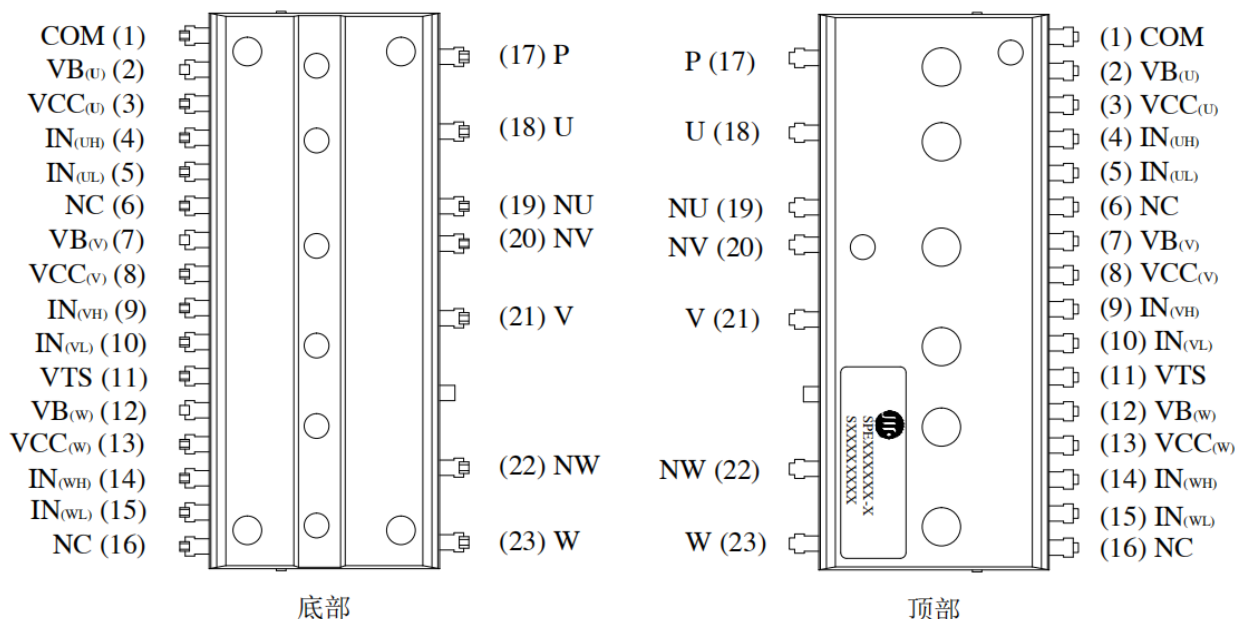 COM (1)
VB(U) (2)
VCC(U) (3)
IN(UH) (4)
IN(UL) (5)
NC (6)
VB(V) (7)
VCC(V) (8)
IN(VH) (9)
IN(VL) (10)
VTS (11)
VB(W) (12)
VCC(W) (13)
IN(WH) (14)
IN(WL) (15)
NC (16)
(17) P
(18) U
(19) NU
(20) NV
(21) V
(22) NW
(23) W
底部
P (17)
U (18)
NU (19)
NV (20)
V (21)
NW (22)
W (23)
SPEXXXXXX-X
SXXXXXXXX
(1) COM
(2) VB(U)
(3) VCC(U)
(4) IN(UH)
(5) IN(UL)
(6) NC
(7) VB(V)
(8) VCC(V)
(9) IN(VH)
(10) IN(VL)
(11) VTS
(12) VB(W)
(13) VCC(W)
(14) IN(WH)
(15) IN(WL)
(16) NC
顶部